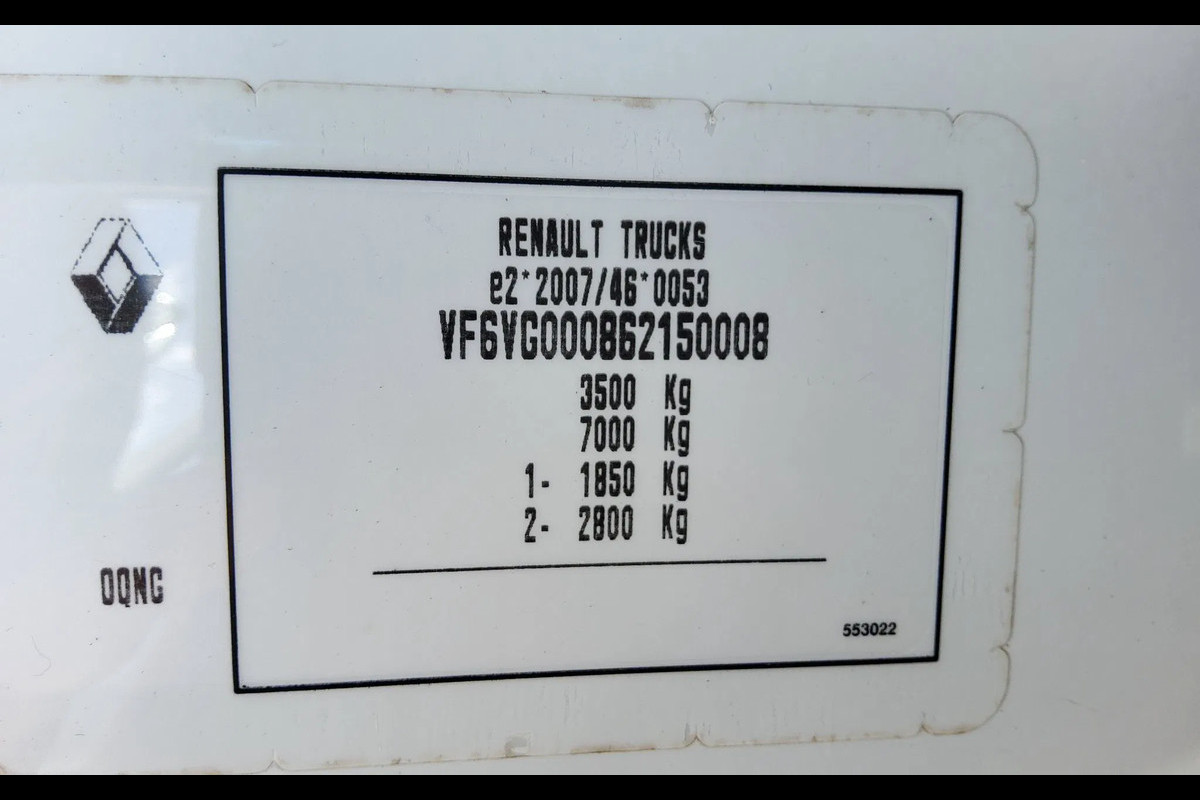 RENAULT TRUCKS
e2*2007/46*0053
VF6VG000862150008
3500 Kg
7000 Kg
1- 1850 Kg
2- 2800 Kg
OQNG
553022